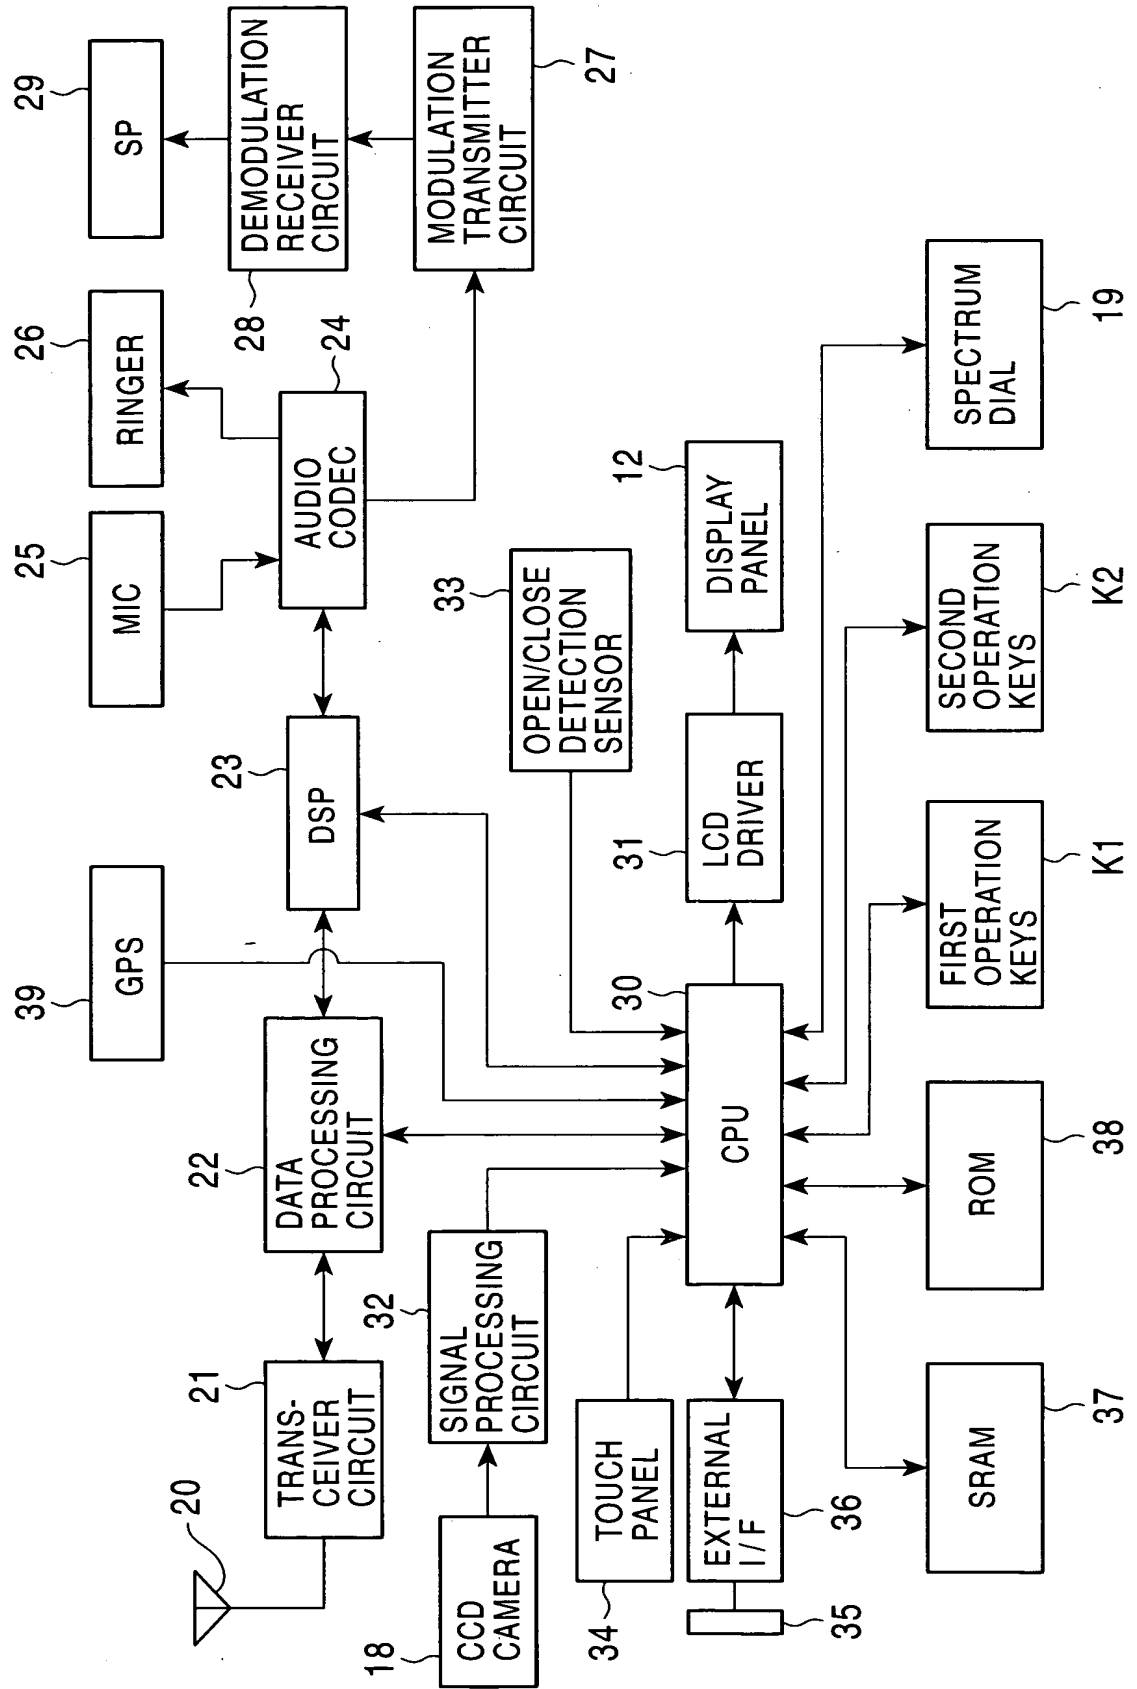 39
GPS
25
MIC
26
RINGER
29
SP
20
21
TRANS-
CEIVER
CIRCUIT
22
DATA
PROCESSING
CIRCUIT
23
DSP
24
AUDIO
CODEC
28
DEMODULATION
RECEIVER
CIRCUIT
27
MODULATION
TRANSMITTER
CIRCUIT
18
CCD
CAMERA
32
SIGNAL
PROCESSING
CIRCUIT
33
OPEN/CLOSE
DETECTION
SENSOR
34
TOUCH
PANEL
35
EXTERNAL
I/F
36
30
CPU
31
LCD
DRIVER
12
DISPLAY
PANEL
SRAM
37
ROM
38
FIRST
OPERATION
KEYS
K1
SECOND
OPERATION
KEYS
K2
SPECTRUM
DIAL
19